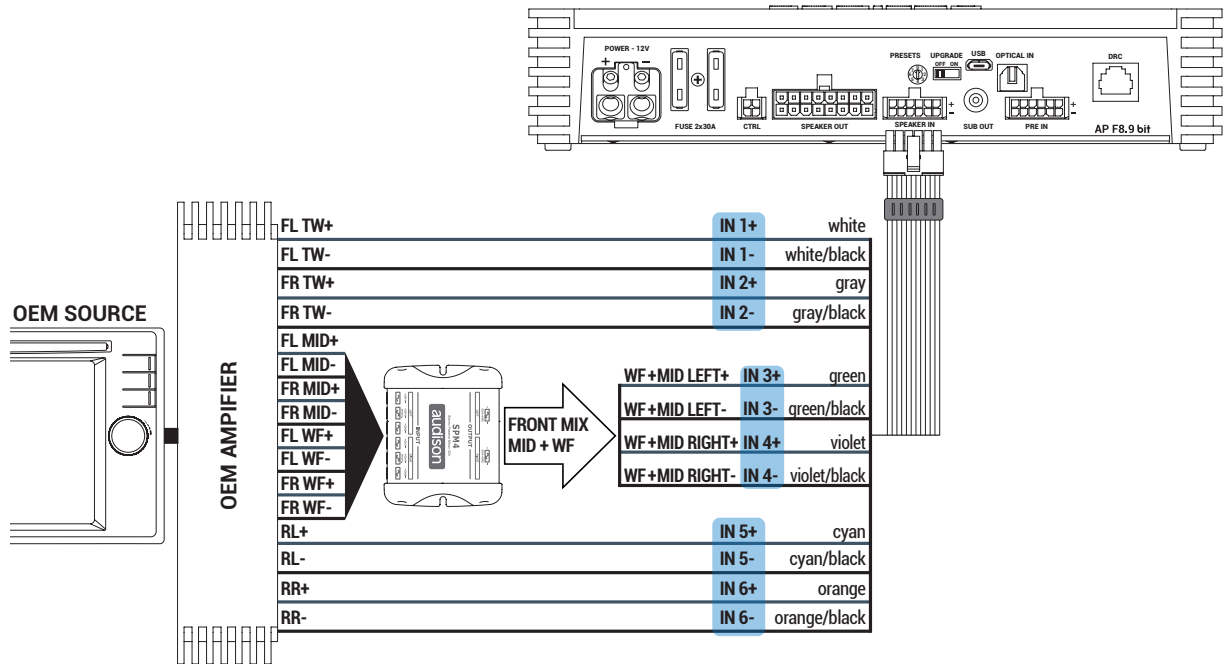 POWER - 12V
+ -
FUSE 2x30A
CTRL
SPEAKER OUT
PRESETS
UPGRADE
OFF ON
USB
OPTICAL IN
DRC
SPEAKER IN
+
-
SUB OUT
PRE IN
+
-
AP F8.9 bit
OEM SOURCE
OEM AMPIFIER
FL TW+ IN 1+ white
FL TW- IN 1- white/black
FR TW+ IN 2+ gray
FR TW- IN 2- gray/black
FL MID+
FL MID-
FR MID+
FR MID-
FL WF+
FL WF-
FR WF+
FR WF-
audison
SPM4
INPUT
OUTPUT
FRONT MIX
MID + WF
WF+MID LEFT+ IN 3+ green
WF+MID LEFT- IN 3- green/black
WF+MID RIGHT+ IN 4+ violet
WF+MID RIGHT- IN 4- violet/black
RL+ IN 5+ cyan
RL- IN 5- cyan/black
RR+ IN 6+ orange
RR- IN 6- orange/black